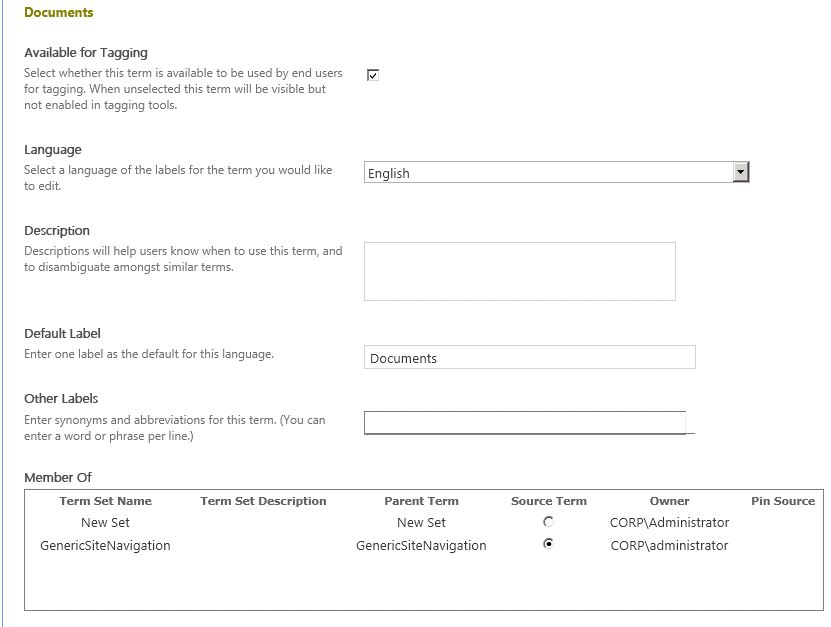 Documents
Available for Tagging
Select whether this term is available to be used by end users
for tagging. When unselected this term will be visible but
not enabled in tagging tools.
Language
Select a language of the labels for the term you would like
to edit.
English
Description
Descriptions will help users know when to use this term, and
to disambiguate amongst similar terms.
Default Label
Enter one label as the default for this language.
Documents
Other Labels
Enter synonyms and abbreviations for this term. (You can
enter a word or phrase per line.)
Member Of
Term Set Name Term Set Description Parent Term Source Term Owner Pin Source
New Set New Set CORP\Administrator
GenericSiteNavigation GenericSiteNavigation CORP\administrator